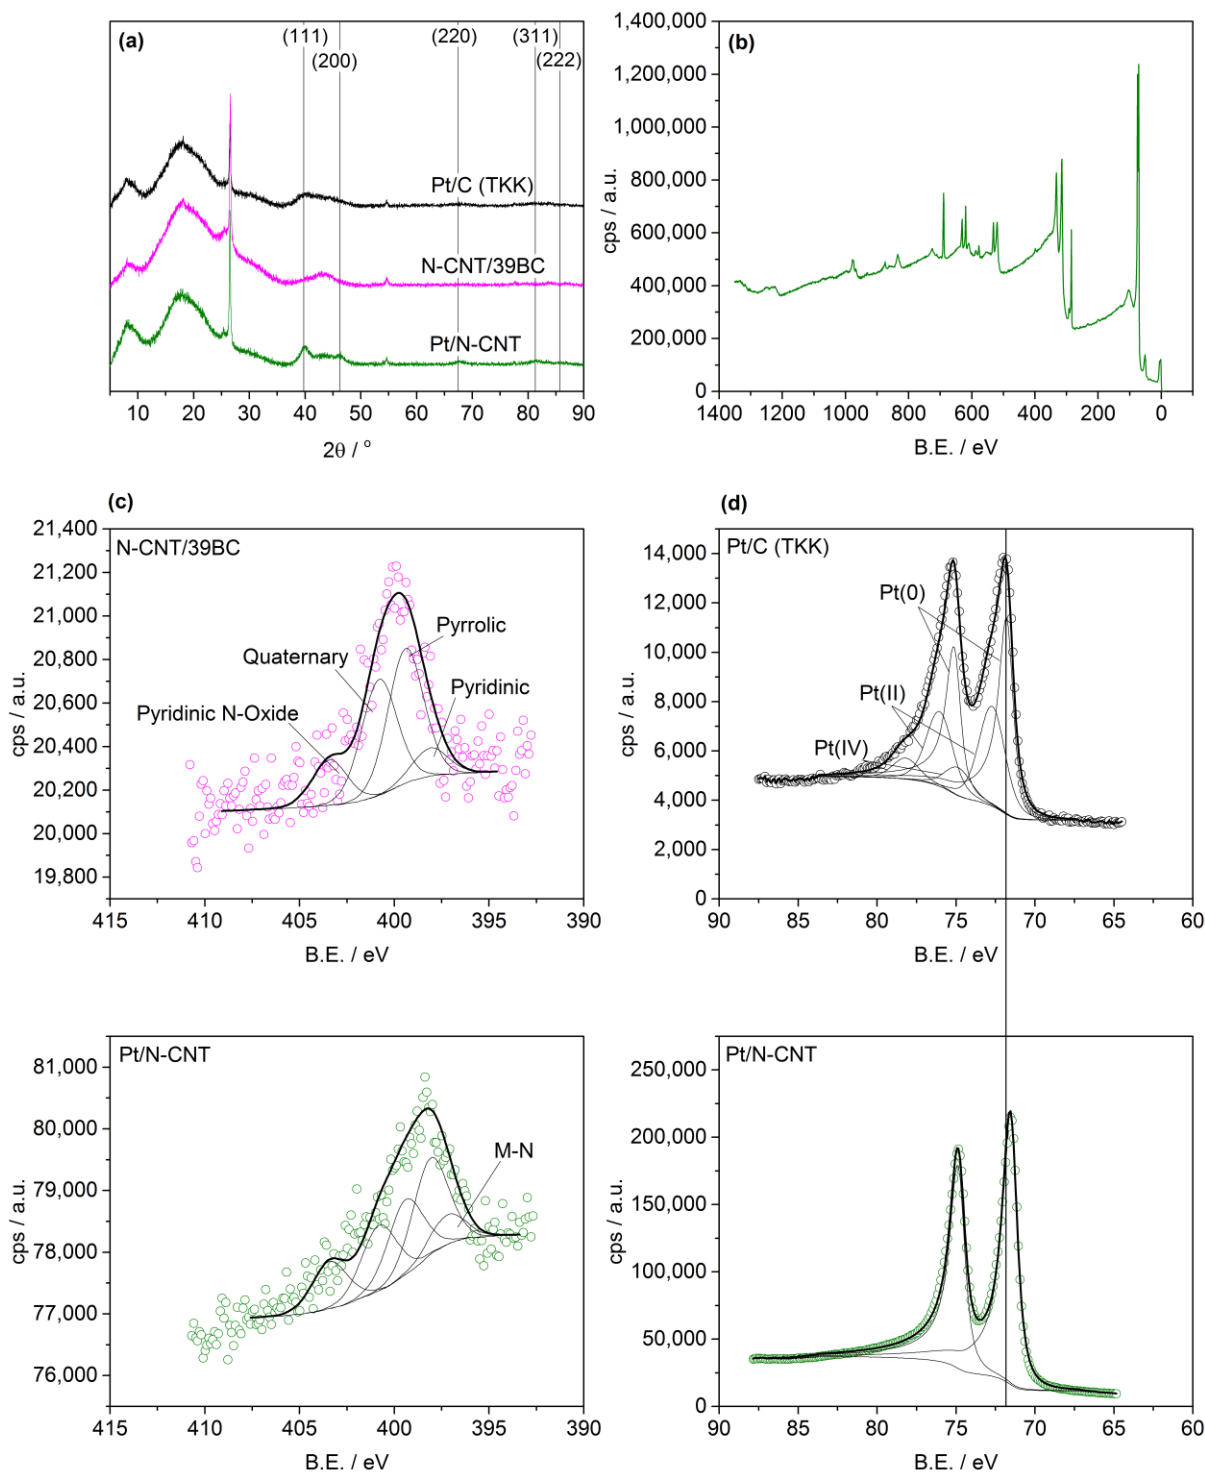 (a)
(111)
(200)
(220)
(311)
(222)
Pt/C (TKK)
N-CNT/39BC
Pt/N-CNT
10 20 30 40 50 60 70 80 90
2θ / °
(b)
1,400,000
1,200,000
1,000,000
800,000
600,000
400,000
200,000
0
cps / a.u.
1400 1200 1000 800 600 400 200 0
B.E. / eV
(c)
N-CNT/39BC
21,400
21,200
21,000
20,800
20,600
20,400
20,200
20,000
19,800
cps / a.u.
Pyrrolic
Quaternary
Pyridinic
Pyridinic N-Oxide
415 410 405 400 395 390
B.E. / eV
(d)
Pt/C (TKK)
14,000
12,000
10,000
8,000
6,000
4,000
2,000
0
cps / a.u.
Pt(0)
Pt(II)
Pt(IV)
90 85 80 75 70 65 60
B.E. / eV
Pt/N-CNT
81,000
80,000
79,000
78,000
77,000
76,000
cps / a.u.
M-N
415 410 405 400 395 390
B.E. / eV
Pt/N-CNT
250,000
200,000
150,000
100,000
50,000
0
cps / a.u.
90 85 80 75 70 65 60
B.E. / eV